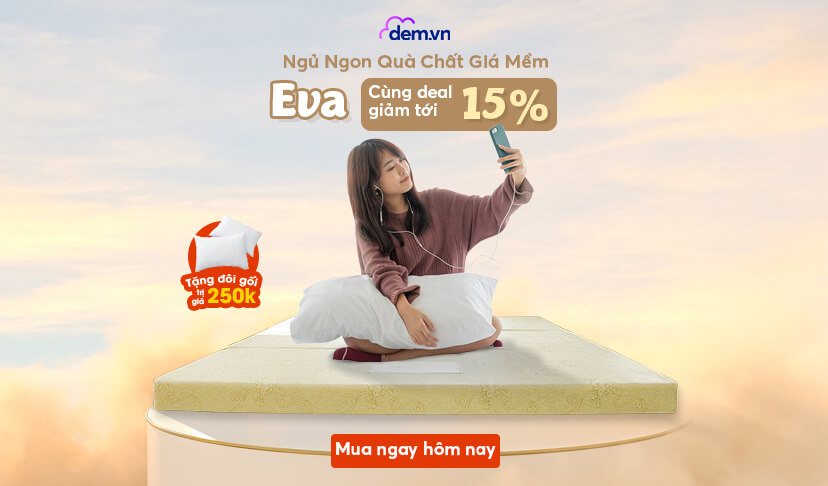 dem.vn
Ngủ Ngon Quà Chất Giá Mềm
Eva
Cùng deal
giảm tới
15%
Tặng đôi gối
trị
giá
250k
Mua ngay hôm nay